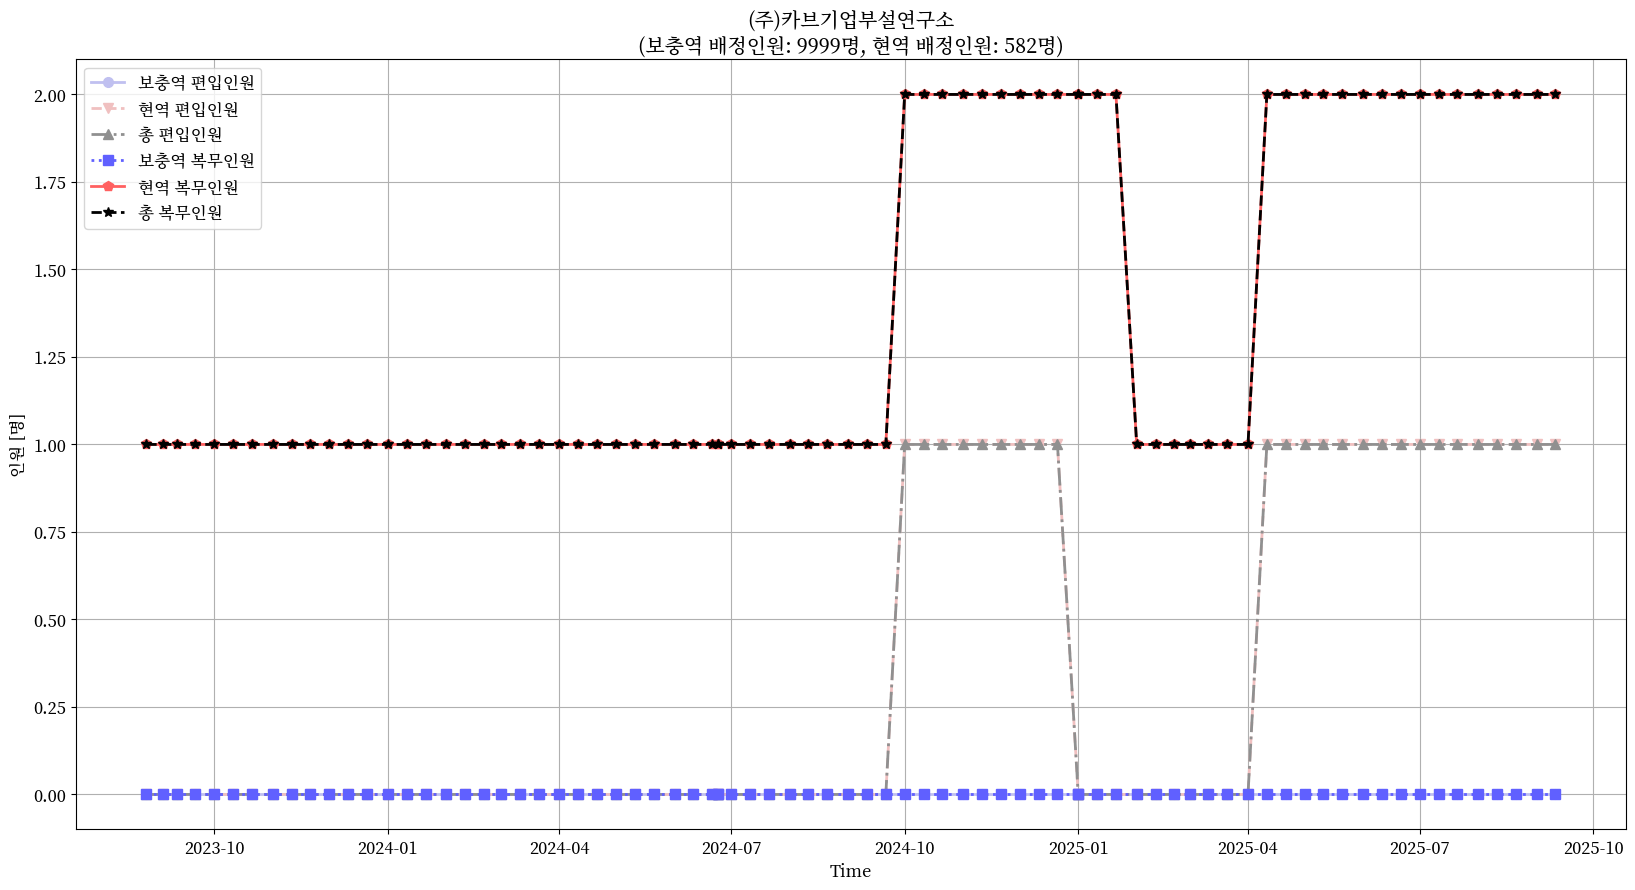 (주)카브기업부설연구소
(보충역 배정인원: 9999명, 현역 배정인원: 582명)
보충역 편입인원
현역 편입인원
총 편입인원
보충역 복무인원
현역 복무인원
총 복무인원
인원 [명]
2.00
1.75
1.50
1.25
1.00
0.75
0.50
0.25
0.00
2023-10
2024-01
2024-04
2024-07
2024-10
2025-01
2025-04
2025-07
2025-10
Time